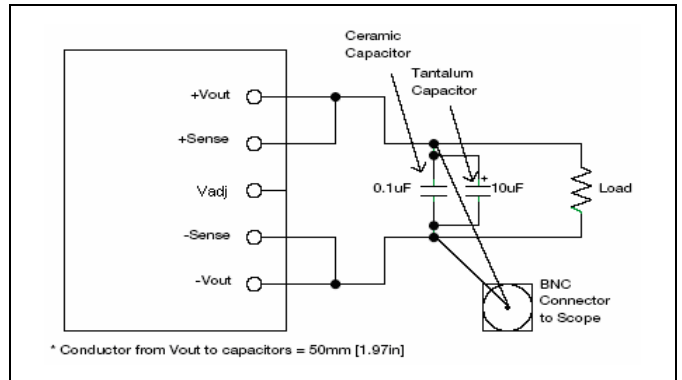 Ceramic
Capacitor
Tantalum
Capacitor
+Vout
+Sense
Vadj
-Sense
-Vout
+
0.1uF
10uF
Load
BNC
Connector
to Scope
* Conductor from Vout to capacitors = 50mm [1.97in]